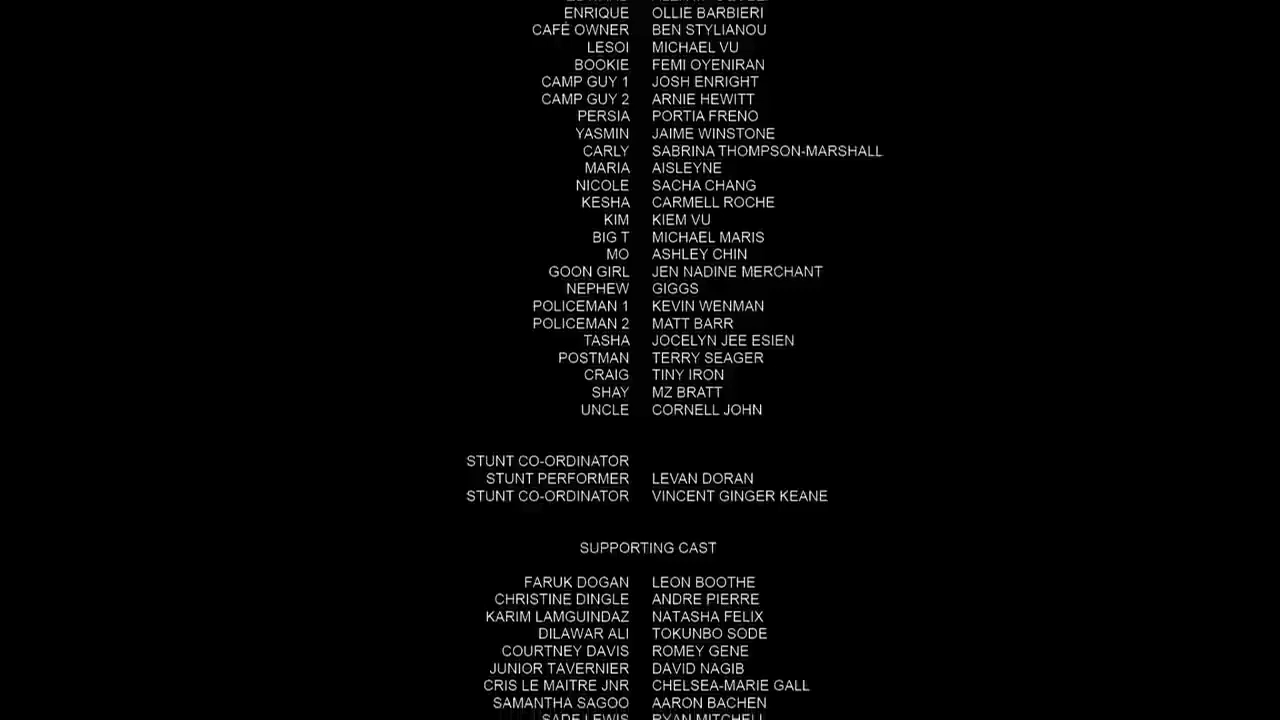 ENRIQUE OLLIE BARBIERI
CAFÉ OWNER BEN STYLIANOU
LESOI MICHAEL VU
BOOKIE FEMI OYENIRAN
CAMP GUY 1 JOSH ENRIGHT
CAMP GUY 2 ARNIE HEWITT
PERSIA PORTIA FRENO
YASMIN JAIME WINSTONE
CARLY SABRINA THOMPSON-MARSHALL
MARIA AISLEYNE
NICOLE SACHA CHANG
KESHA CARMELL ROCHE
KIM KIEM VU
BIG T MICHAEL MARIS
MO ASHLEY CHIN
GOON GIRL JEN NADINE MERCHANT
NEPHEW GIGGS
POLICEMAN 1 KEVIN WENMAN
POLICEMAN 2 MATT BARR
TASHA JOCELYN JEE ESIEN
POSTMAN TERRY SEAGER
CRAIG TINY IRON
SHAY MZ BRATT
UNCLE CORNELL JOHN
STUNT CO-ORDINATOR
STUNT PERFORMER LEVAN DORAN
STUNT CO-ORDINATOR VINCENT GINGER KEANE
SUPPORTING CAST
FARUK DOGAN LEON BOOTHE
CHRISTINE DINGLE ANDRE PIERRE
KARIM LAMGUINDAZ NATASHA FELIX
DILAWAR ALI TOKUNBO SODE
COURTNEY DAVIS ROMEY GENE
JUNIOR TAVERNIER DAVID NAGIB
CRIS LE MAITRE JNR CHELSEA-MARIE GALL
SAMANTHA SAGOO AARON BACHEN
SADE LEWIS RYAN MITCHELL